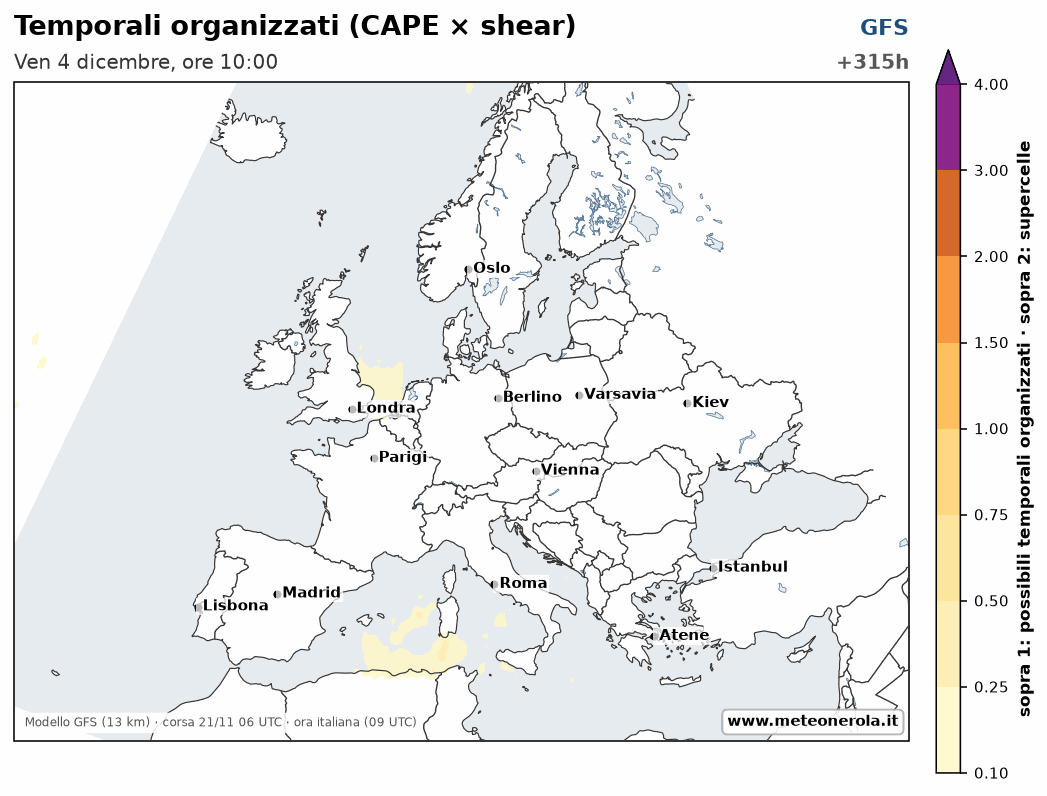 Temporali organizzati (CAPE × shear)
GFS
Ven 4 dicembre, ore 10:00
+315h
4.00
3.00
2.00
1.50
1.00
0.75
0.50
0.25
0.10
sopra 1: possibili temporali organizzati · sopra 2: supercelle
Oslo
Londra
Berlino
Varsavia
Kiev
Parigi
Vienna
Istanbul
Roma
Madrid
Lisbona
Atene
Modello GFS (13 km) · corsa 21/11 06 UTC · ora italiana (09 UTC)
www.meteonerola.it